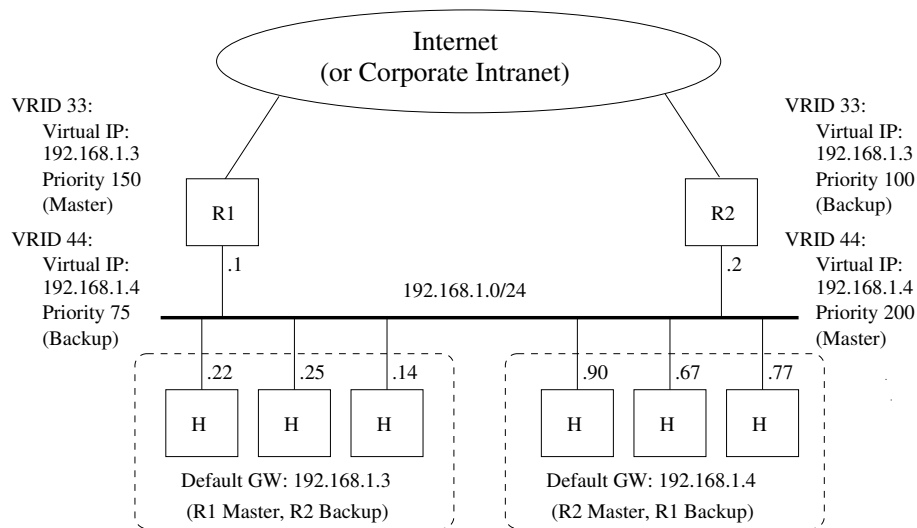 Internet
(or Corporate Intranet)
VRID 33:
Virtual IP:
192.168.1.3
Priority 150
(Master)
VRID 44:
Virtual IP:
192.168.1.4
Priority 75
(Backup)
VRID 33:
Virtual IP:
192.168.1.3
Priority 100
(Backup)
VRID 44:
Virtual IP:
192.168.1.4
Priority 200
(Master)
R1
R2
.1
.2
192.168.1.0/24
.22
.25
.14
.90
.67
.77
H
H
H
H
H
H
Default GW: 192.168.1.3
(R1 Master, R2 Backup)
Default GW: 192.168.1.4
(R2 Master, R1 Backup)